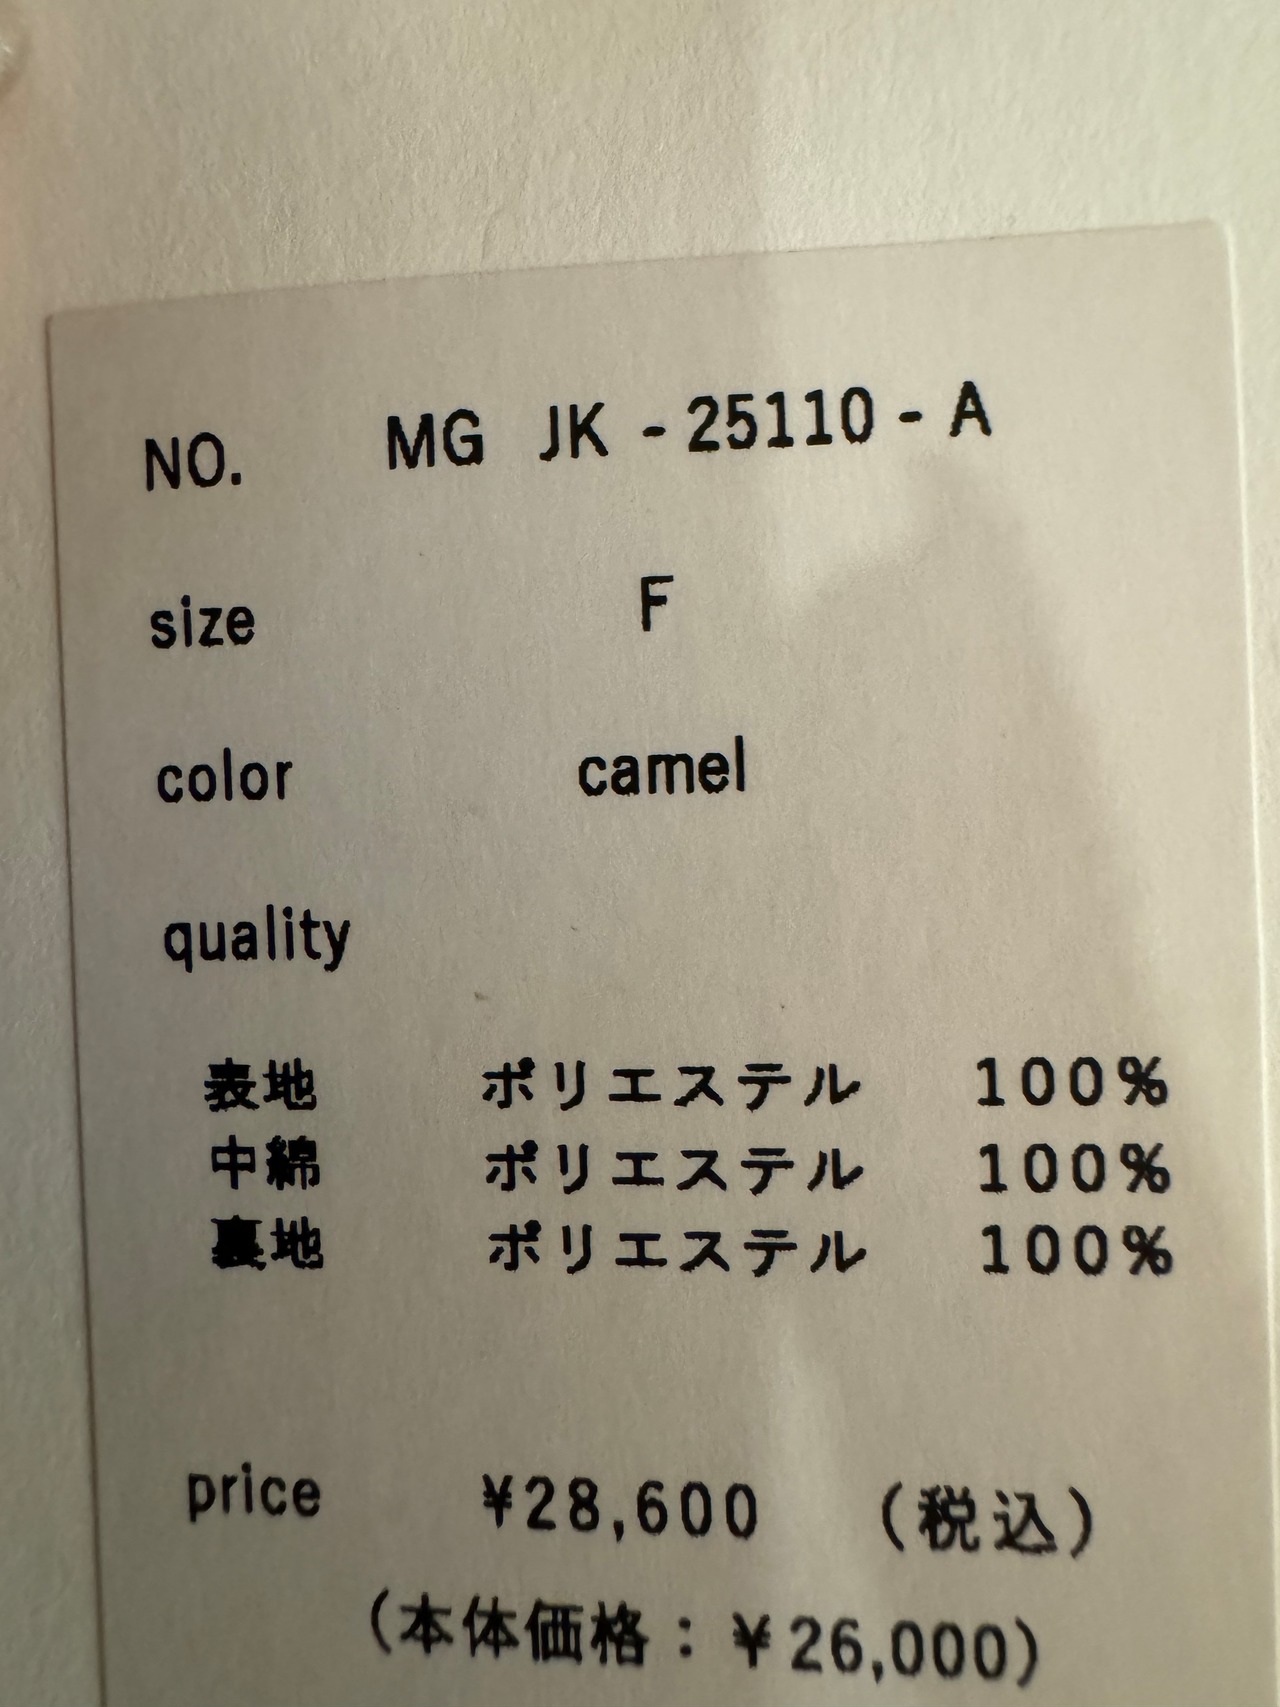 NO. MG JK - 25110 - A
size F
color camel
quality
表地 ポリエステル 100%
中綿 ポリエステル 100%
裏地 ポリエステル 100%
price ¥28,600 (税込)
(本体価格：¥26,000)